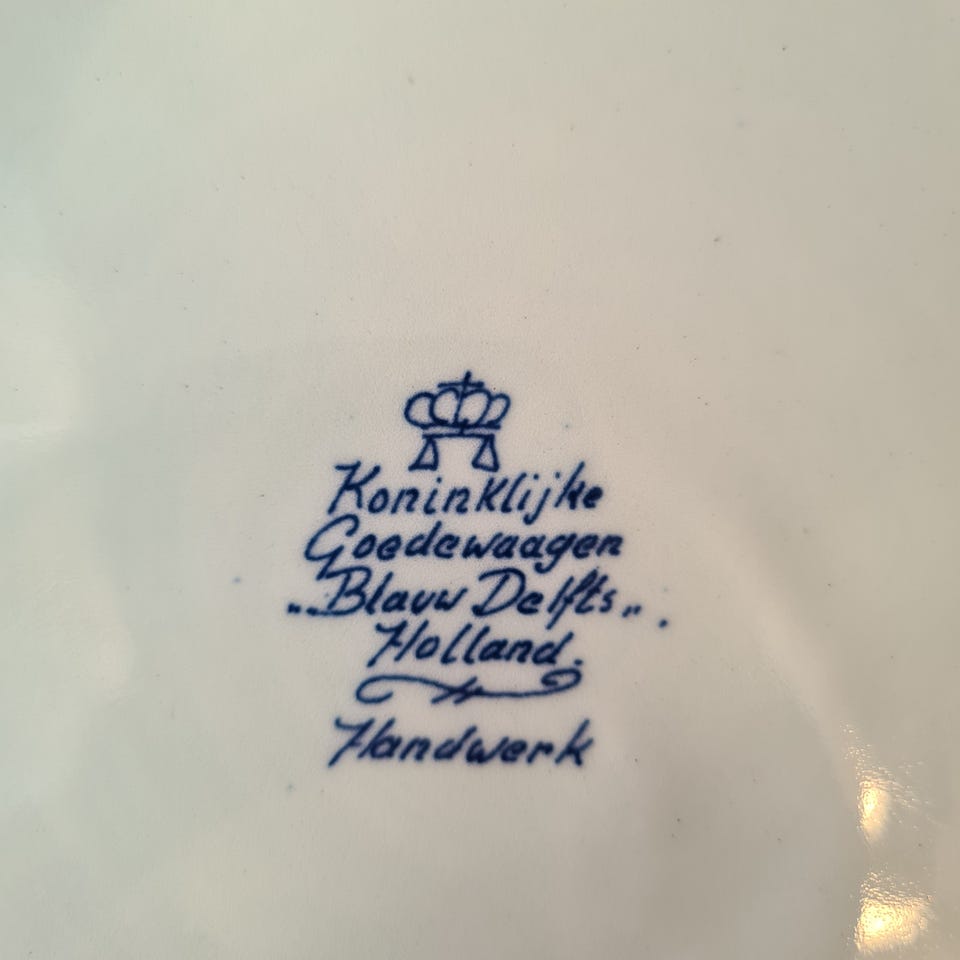 Koninklijke
Goedewaagen
„Blauw Delfts„.
Holland.
Handwerk